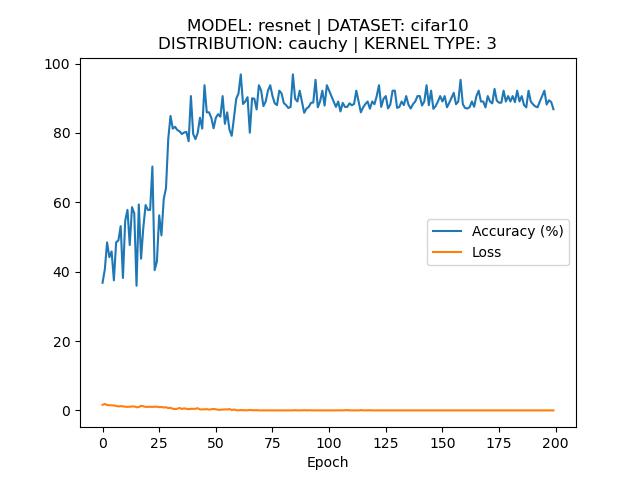 MODEL: resnet | DATASET: cifar10
DISTRIBUTION: cauchy | KERNEL TYPE: 3
100
80
60
40
20
0
Accuracy (%)
Loss
0 25 50 75 100 125 150 175 200
Epoch